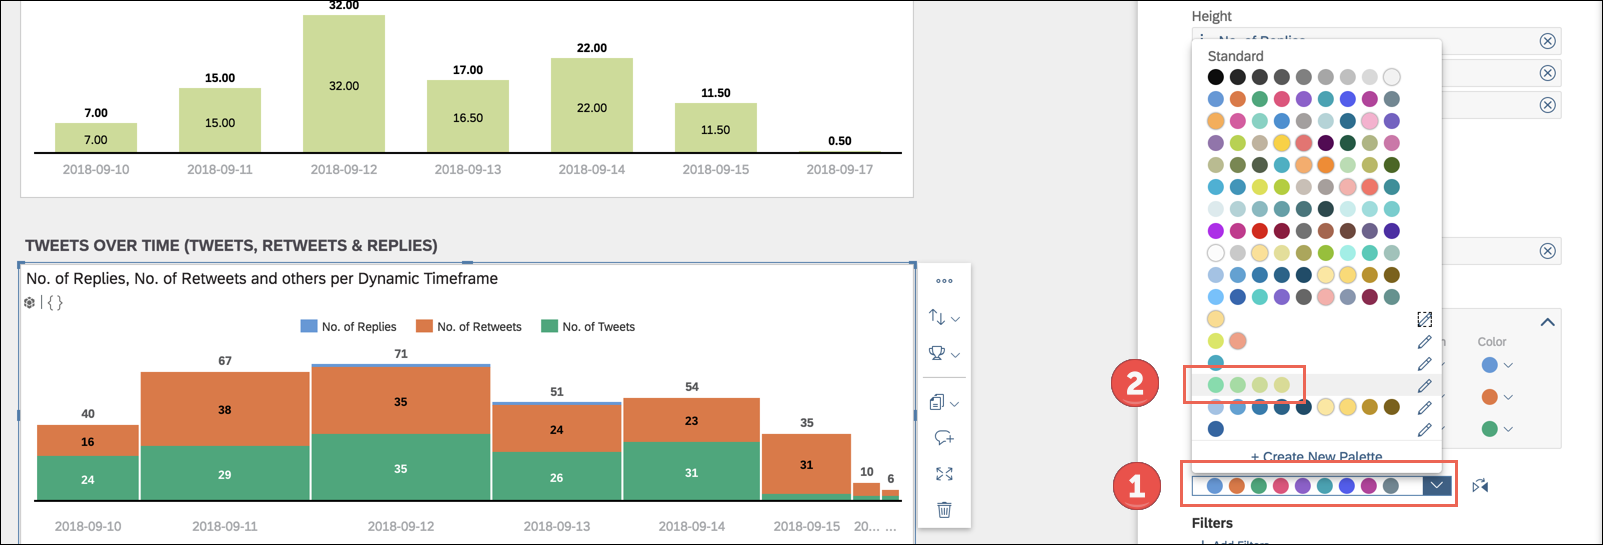 32.00
22.00
17.00
15.00
11.50
7.00
0.50
32.00
22.00
16.50
15.00
11.50
7.00
2018-09-10 2018-09-11 2018-09-12 2018-09-13 2018-09-14 2018-09-15 2018-09-17
TWEETS OVER TIME (TWEETS, RETWEETS & REPLIES)
No. of Replies, No. of Retweets and others per Dynamic Timeframe
| { }
No. of Replies No. of Retweets No. of Tweets
71
67
54
51
40
35
10
6
38
35
23
24
16
31
35
29
31
26
24
2018-09-10 2018-09-11 2018-09-12 2018-09-13 2018-09-14 2018-09-15 20... ...
Height
No. of Replies
Standard
Color
2
+ Create New Palette
1
Filters
Add Filters